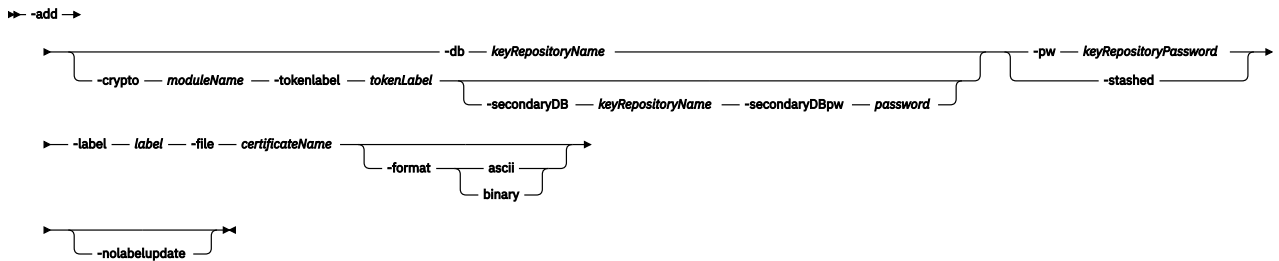 -add
-db keyRepositoryName -pw keyRepositoryPassword
-crypto moduleName -tokenlabel tokenLabel -stashed
-secondaryDB keyRepositoryName -secondaryDBpw password
-label label -file certificateName
-format ascii
binary
-nolabelupdate